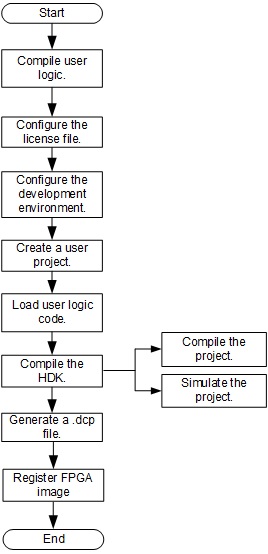 Start
Compile user
logic.
Configure the
license file.
Configure the
development
environment.
Create a user
project.
Load user logic
code.
Compile the
HDK.
Compile the
project.
Simulate the
project.
Generate a .dcp
file.
Register FPGA
image
End